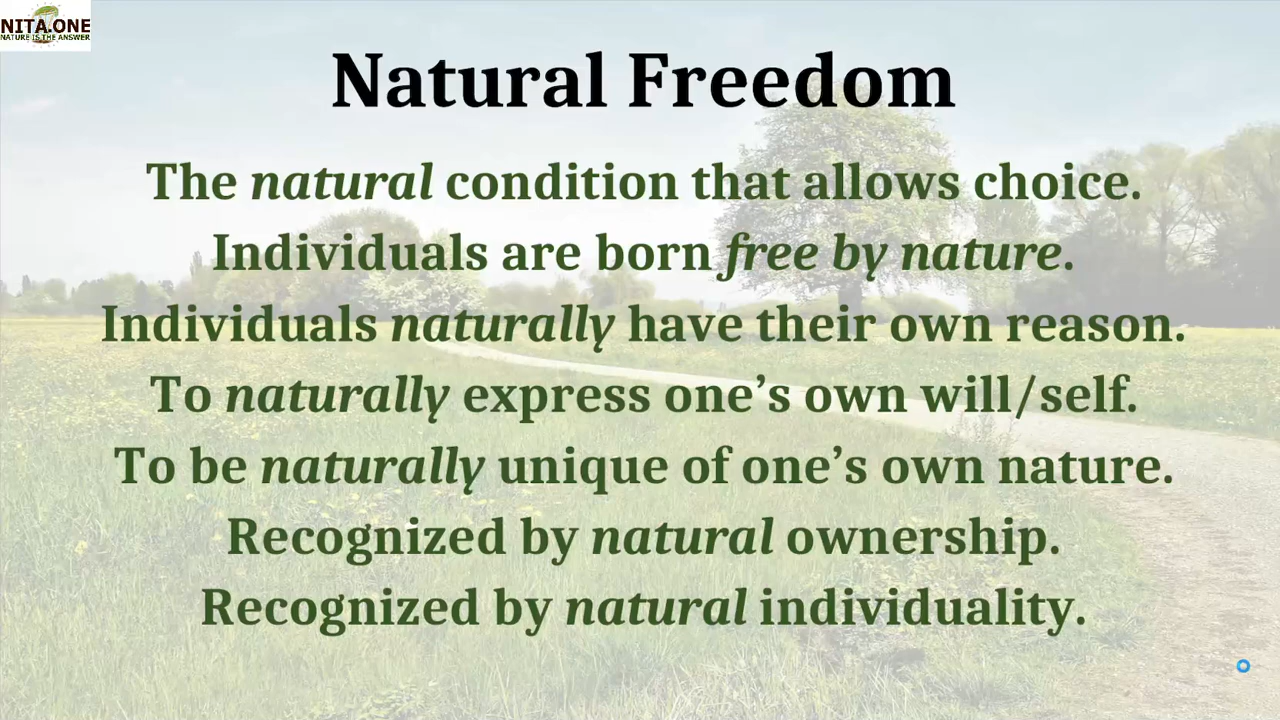 NITA.ONE
NATURE IS THE ANSWER
Natural Freedom
The natural condition that allows choice.
Individuals are born free by nature.
Individuals naturally have their own reason.
To naturally express one’s own will/self.
To be naturally unique of one’s own nature.
Recognized by natural ownership.
Recognized by natural individuality.